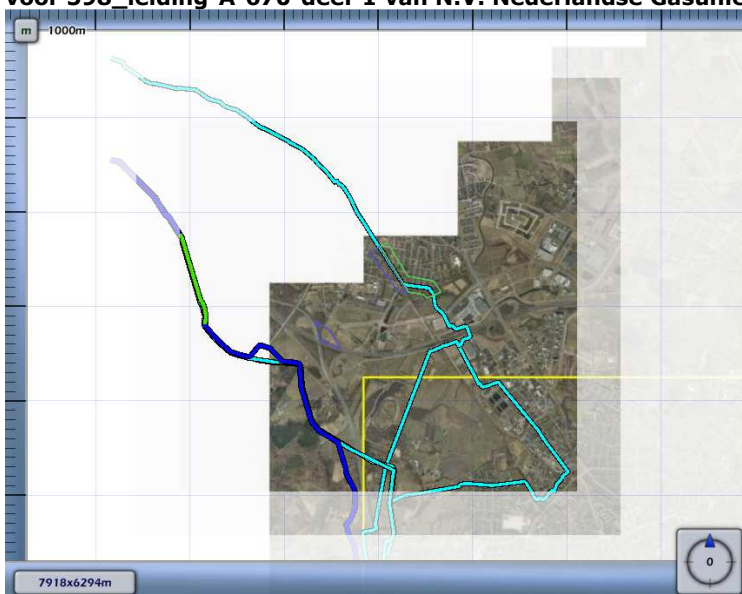 voor 398_leiding-A-670-deel-1 van N.V. Nederlandse Gasunie
m 1000m
7918x6294m
0